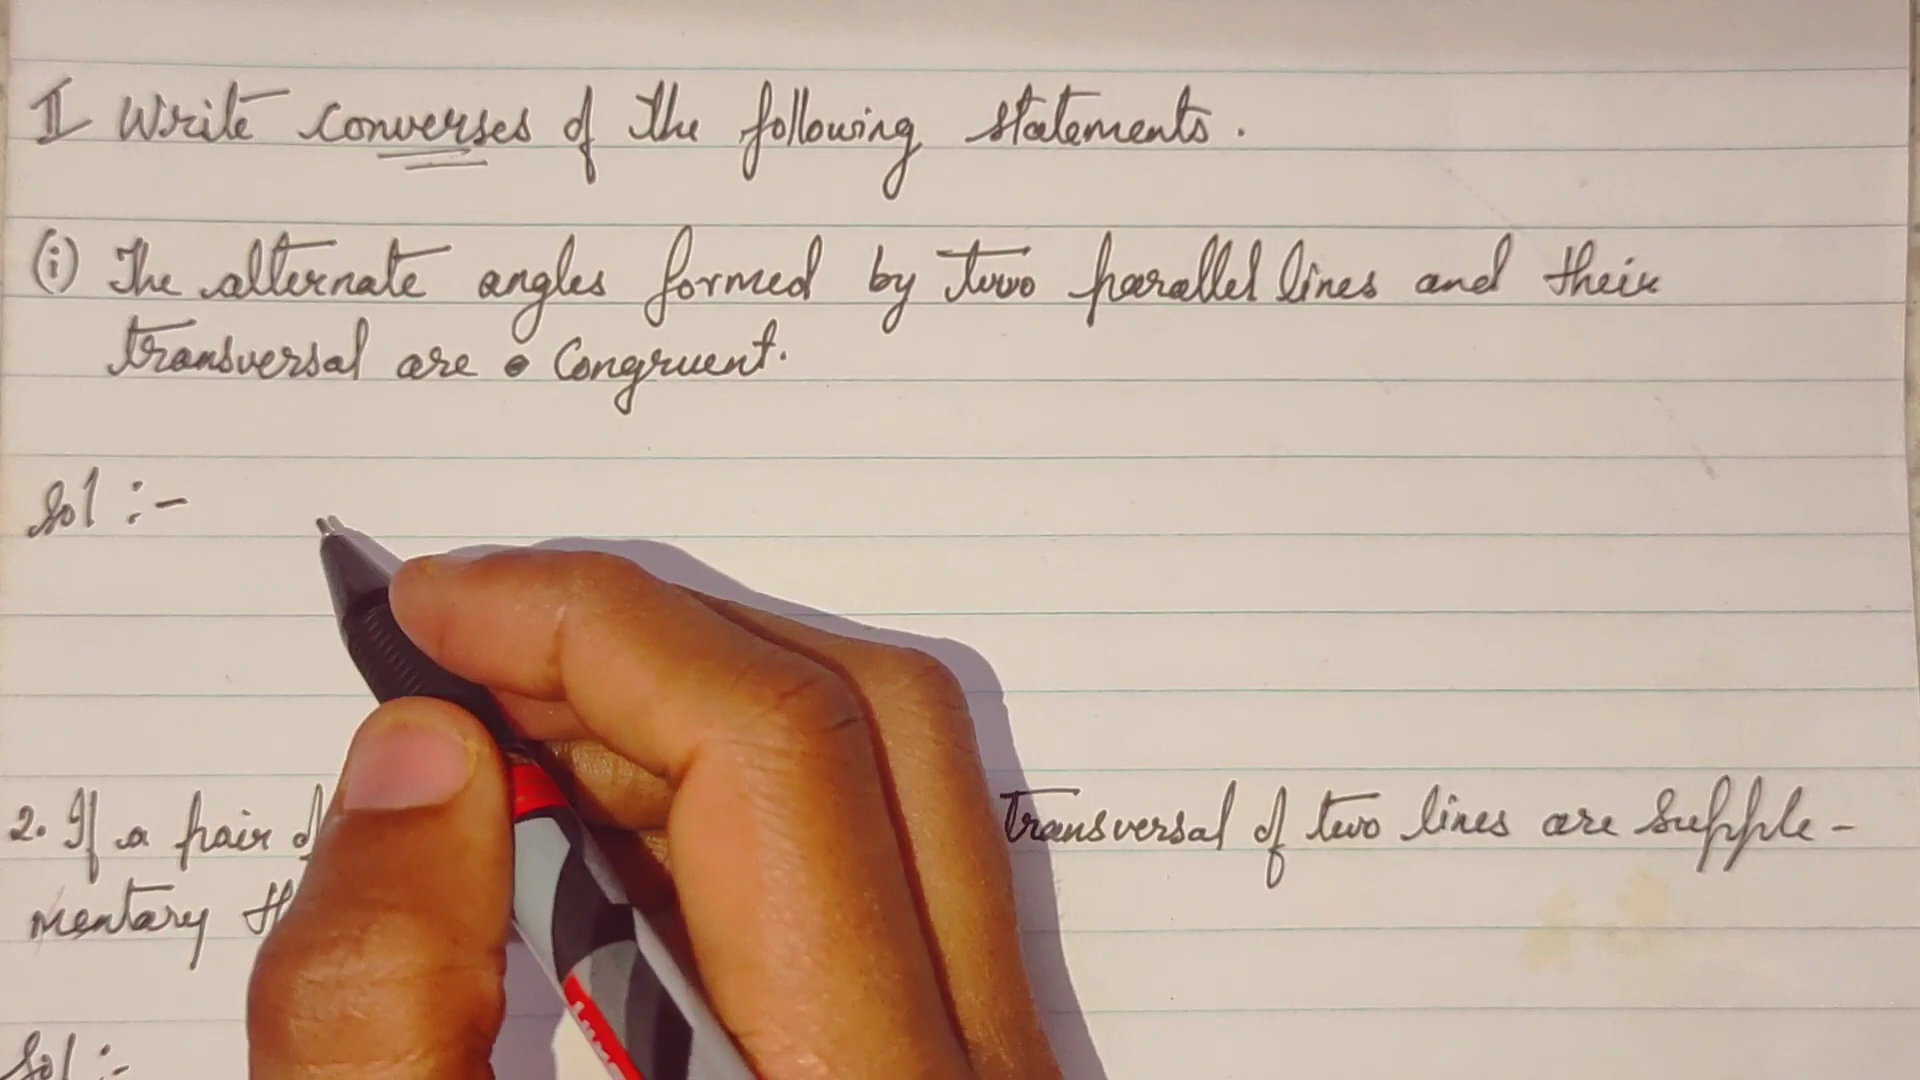 II Write converses of the following statements.
(i) The alternate angles formed by two parallel lines and their
transversal are congruent.
Sol :-
2. If a pair of transversal of two lines are supple-
mentary
Sol :-